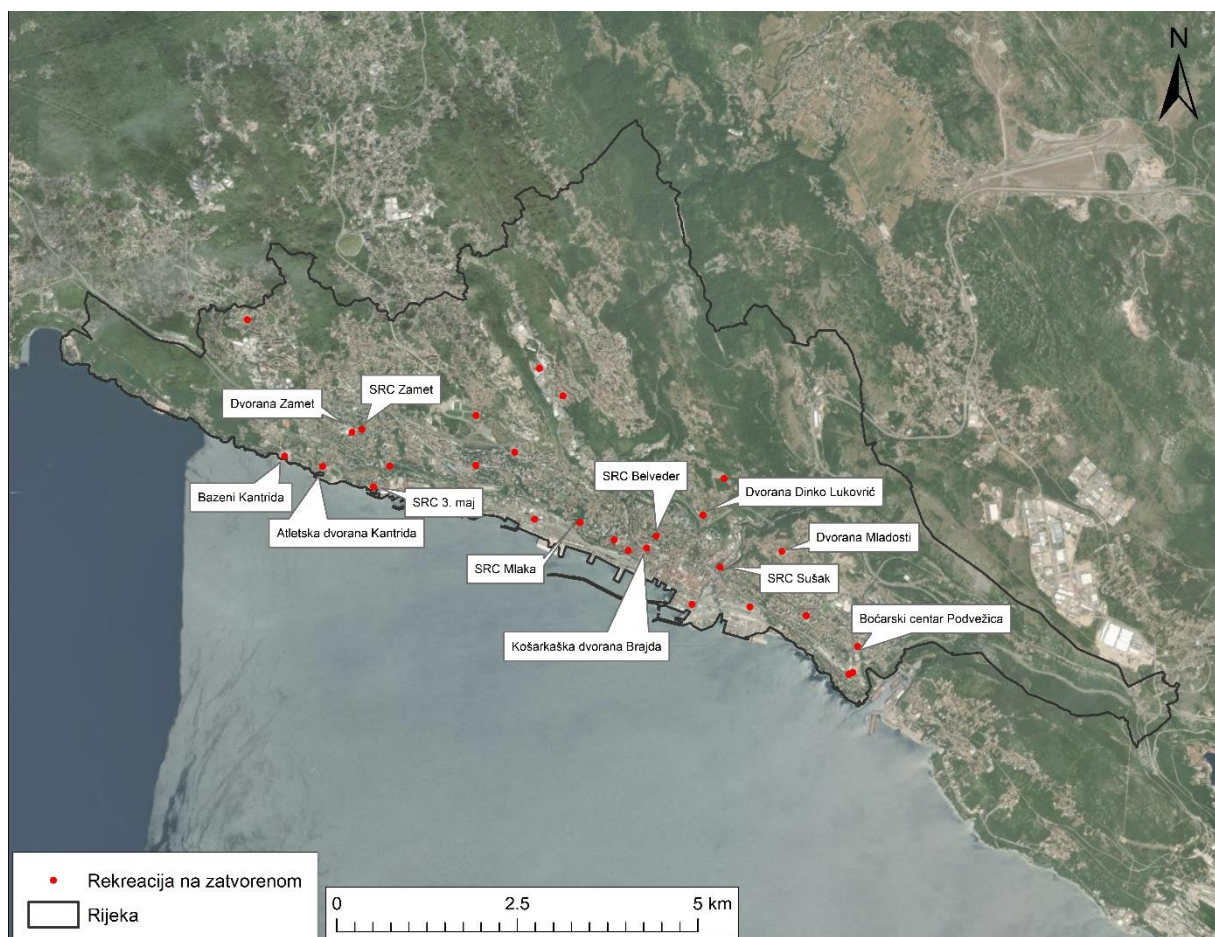 N
SRC Zamet
Dvorana Zamet
SRC Belveder
Bazeni Kantrida
SRC 3. maj
Dvorana Dinko Lukovrić
Atletska dvorana Kantrida
Dvorana Mladosti
SRC Mlaka
SRC Sušak
Boćarski centar Podvežica
Košarkaška dvorana Brajda
Rekreacija na zatvorenom
Rijeka
0 2.5 5 km